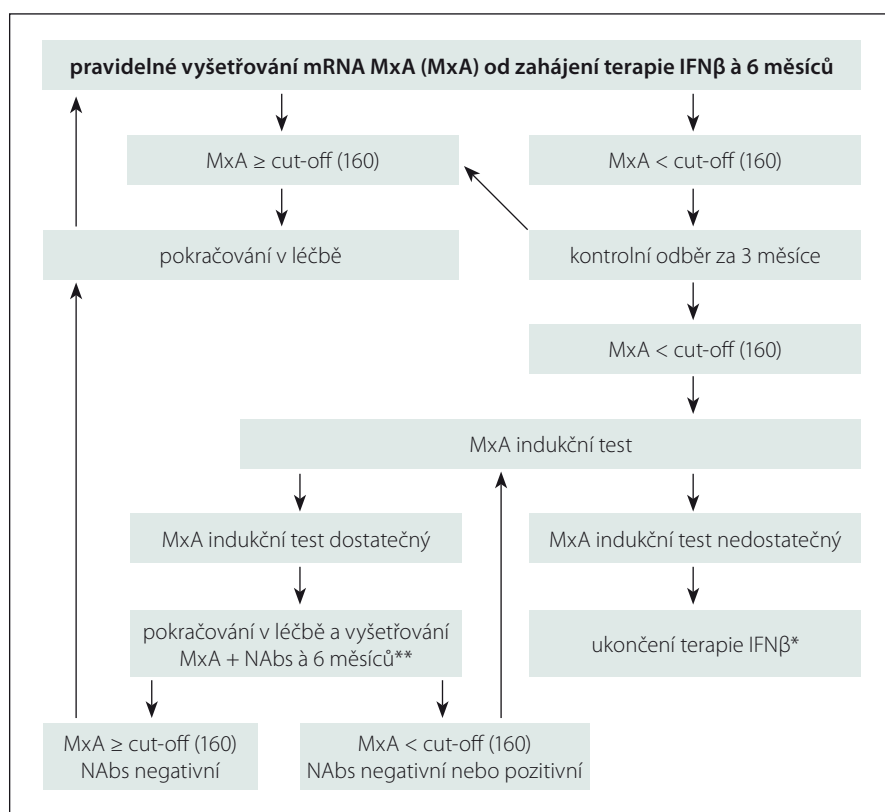 pravidelné vyšetřování mRNA MxA (MxA) od zahájení terapie IFNβ à 6 měsíců
MxA ≥ cut-off (160)
MxA < cut-off (160)
pokračování v léčbě
kontrolní odběr za 3 měsíce
MxA < cut-off (160)
MxA indukční test
MxA indukční test dostatečný
MxA indukční test nedostatečný
pokračování v léčbě a vyšetřování
MxA + NAbs à 6 měsíců**
ukončení terapie IFNβ*
MxA ≥ cut-off (160)
NAbs negativní
MxA < cut-off (160)
NAbs negativní nebo pozitivní